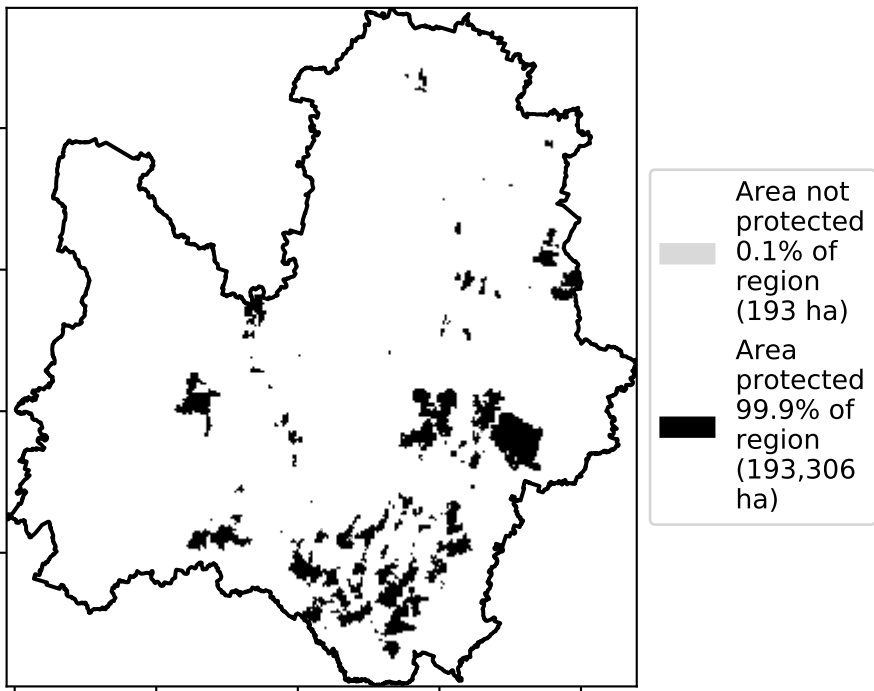 Area not
protected
0.1% of
region
(193 ha)
Area
protected
99.9% of
region
(193,306
ha)